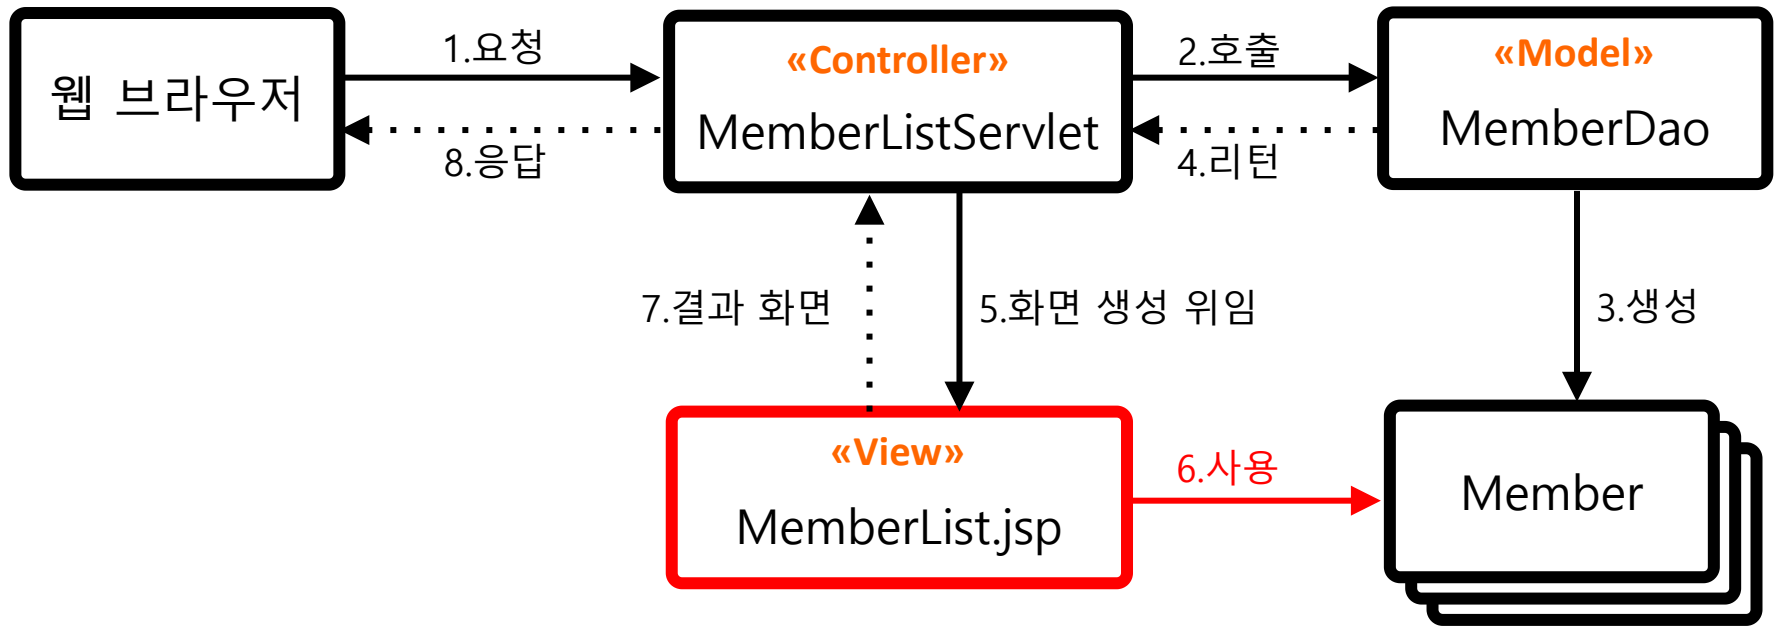 웹 브라우저
1.요청
8.응답
«Controller»
MemberListServlet
2.호출
4.리턴
«Model»
MemberDao
7.결과 화면
5.화면 생성 위임
3.생성
«View»
MemberList.jsp
6.사용
Member